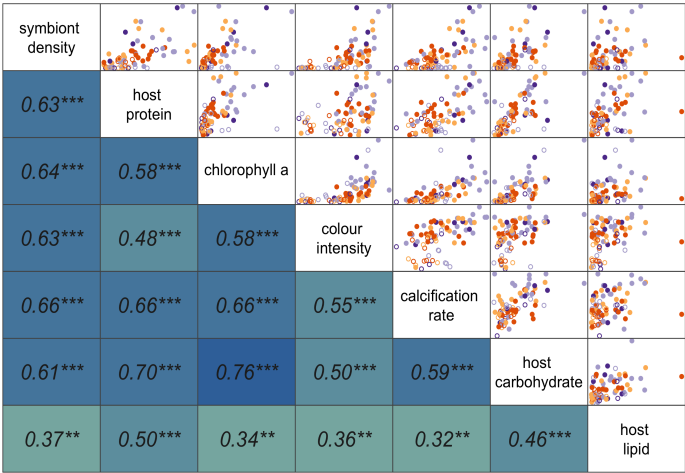 symbiont
density
0.63***
host
protein
0.64***
0.58***
chlorophyll a
0.63***
0.48***
0.58***
colour
intensity
0.66***
0.66***
0.66***
0.55***
calcification
rate
0.61***
0.70***
0.76***
0.50***
0.59***
host
carbohydrate
0.37**
0.50***
0.34**
0.36**
0.32**
0.46***
host
lipid